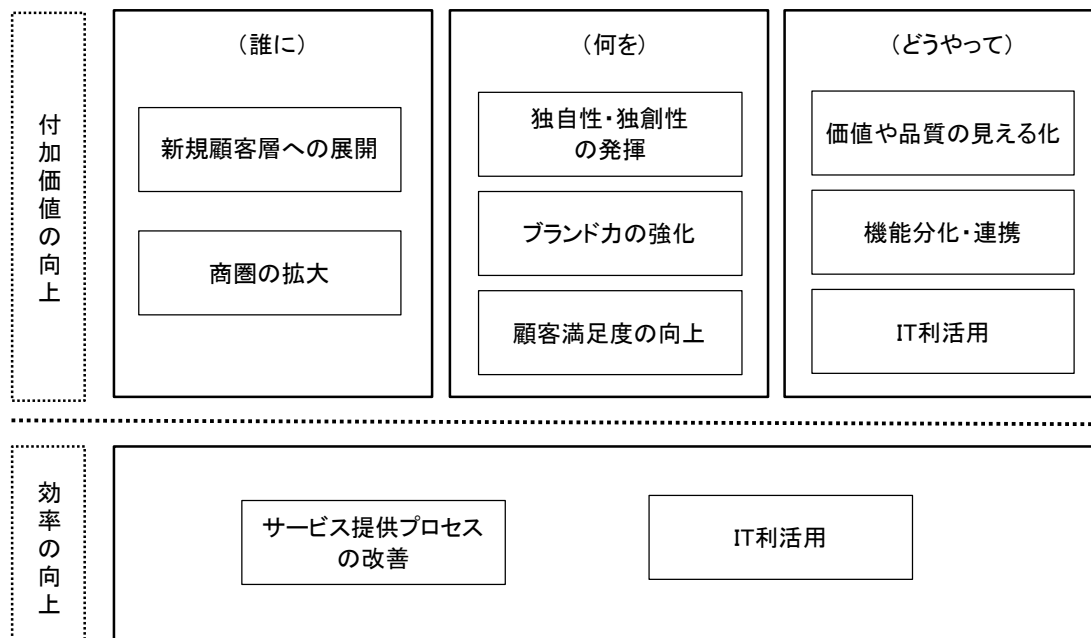 付加価値の向上
（誰に）
新規顧客層への展開
商圏の拡大
（何を）
独自性・独創性
の発揮
ブランド力の強化
顧客満足度の向上
（どうやって）
価値や品質の見える化
機能分化・連携
IT利活用
効率の向上
サービス提供プロセス
の改善
IT利活用